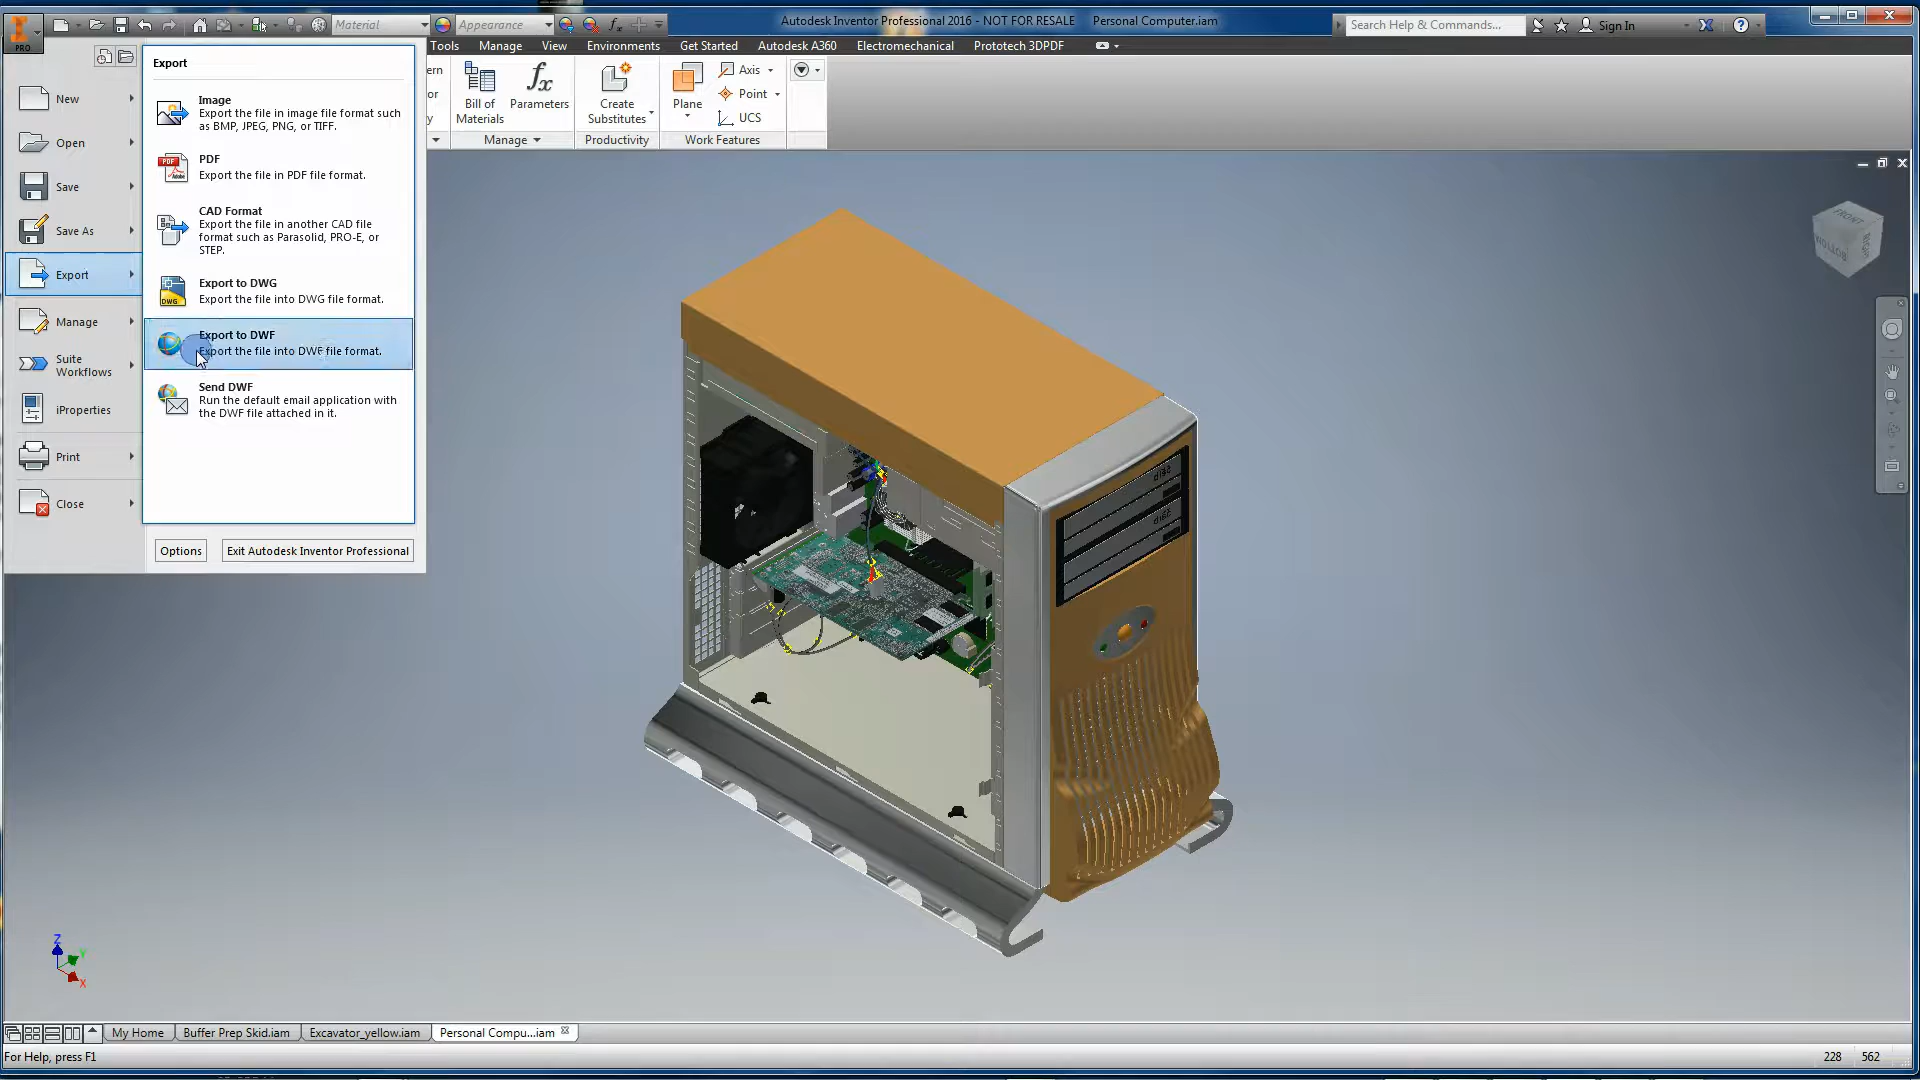 Material
Appearance
Autodesk Inventor Professional 2016 - NOT FOR RESALE Personal Computer.iam
Search Help & Commands...
Sign In
PRO
Tools Manage View Environments Get Started Autodesk A360 Electromechanical Prototech 3DPDF
Export
New
Open
Save
Save As
Export
Manage
Suite
Workflows
iProperties
Print
Close
Image
Export the file in image file format such
as BMP, JPEG, PNG, or TIFF.
PDF
Export the file in PDF file format.
CAD Format
Export the file in another CAD file
format such as Parasolid, PRO-E, or
STEP.
Export to DWG
Export the file into DWG file format.
Export to DWF
Export the file into DWF file format.
Send DWF
Run the default email application with
the DWF file attached in it.
Options
Exit Autodesk Inventor Professional
Bill of
Materials
Parameters
Manage
Create
Substitutes
Productivity
Plane
Axis
Point
UCS
Work Features
FRONT
BOTTOM
RIGHT
disc
disc
Z
Y
X
My Home Buffer Prep Skid.iam Excavator_yellow.iam Personal Compu...iam
For Help, press F1
228 562